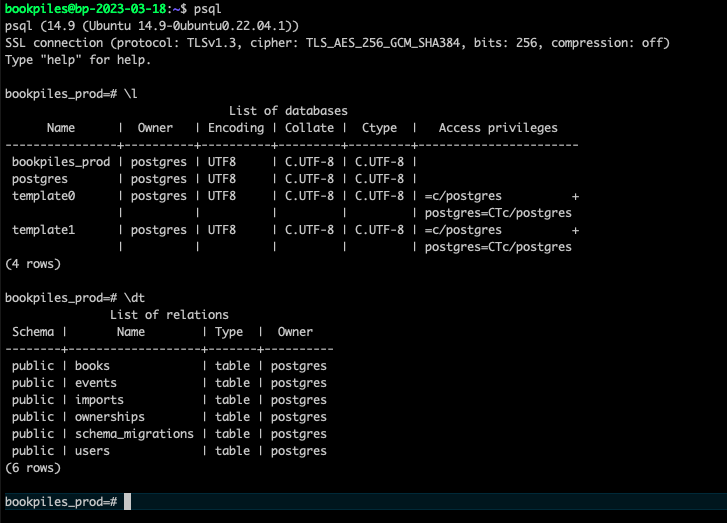 bookpiles@bp-2023-03-18:~$ psql
psql (14.9 (Ubuntu 14.9-0ubuntu0.22.04.1))
SSL connection (protocol: TLSv1.3, cipher: TLS_AES_256_GCM_SHA384, bits: 256, compression: off)
Type "help" for help.

bookpiles_prod=# \l
                                  List of databases
      Name      |  Owner   | Encoding | Collate |  Ctype  |   Access privileges
----------------+----------+----------+---------+---------+-----------------------
 bookpiles_prod | postgres | UTF8     | C.UTF-8 | C.UTF-8 |
 postgres       | postgres | UTF8     | C.UTF-8 | C.UTF-8 |
 template0      | postgres | UTF8     | C.UTF-8 | C.UTF-8 | =c/postgres          +
                |          |          |         |         | postgres=CTc/postgres
 template1      | postgres | UTF8     | C.UTF-8 | C.UTF-8 | =c/postgres          +
                |          |          |         |         | postgres=CTc/postgres
(4 rows)

bookpiles_prod=# \dt
               List of relations
 Schema |       Name        | Type  |  Owner
--------+-------------------+-------+----------
 public | books             | table | postgres
 public | events            | table | postgres
 public | imports           | table | postgres
 public | ownerships        | table | postgres
 public | schema_migrations | table | postgres
 public | users             | table | postgres
(6 rows)

bookpiles_prod=#